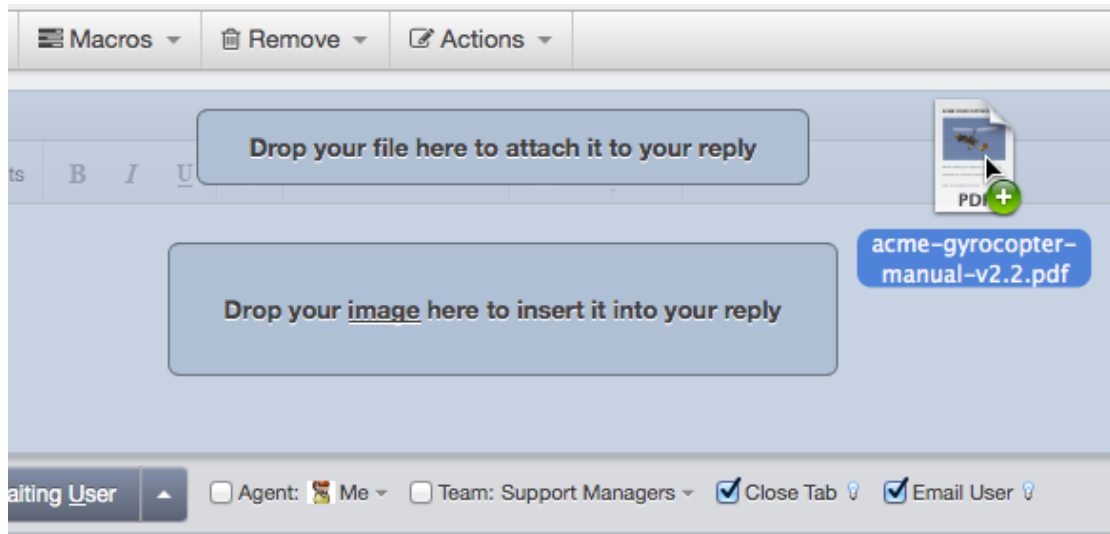 Macros Remove Actions
Drop your file here to attach it to your reply
ts B I U
PDF
acme-gyrocopter-
manual-v2.2.pdf
Drop your image here to insert it into your reply
aiting User Agent: Me Team: Support Managers Close Tab Email User